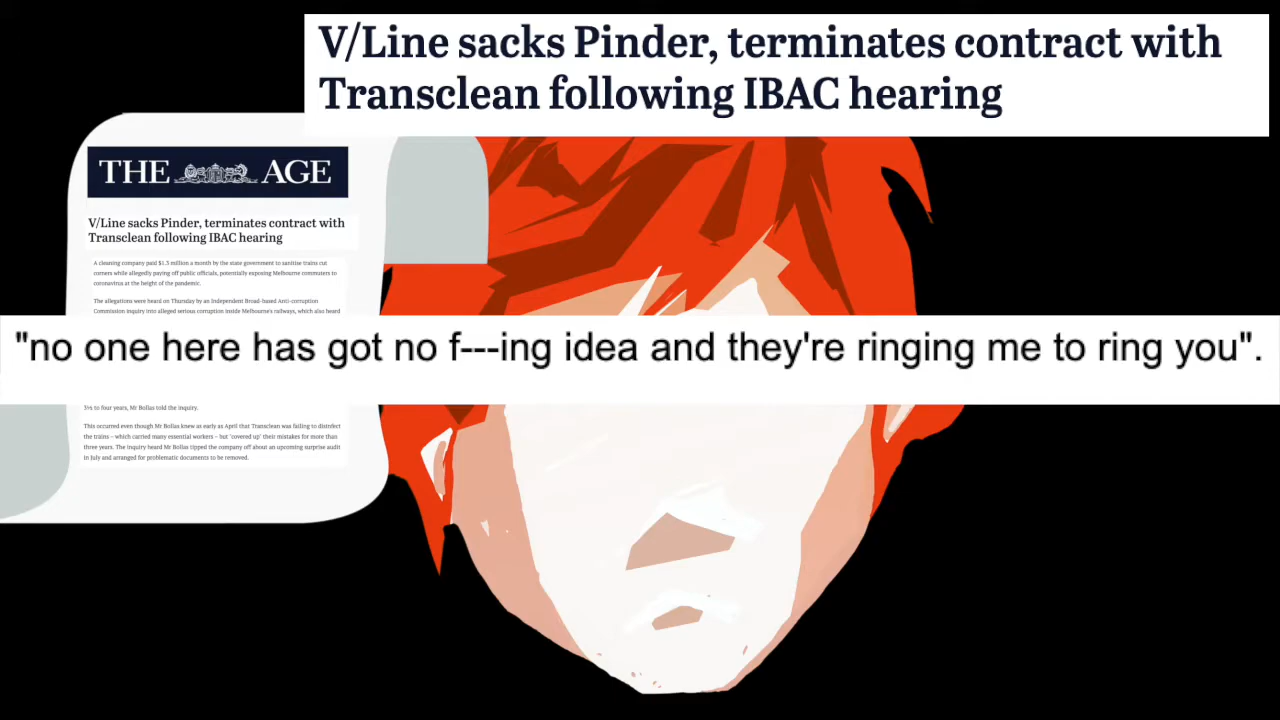 V/Line sacks Pinder, terminates contract with
Transclean following IBAC hearing
THE AGE
V/Line sacks Pinder, terminates contract with
Transclean following IBAC hearing
A cleaning company paid $1.3 million a month by the state government to sanitise trains cut
corners while allegedly paying off public officials, potentially exposing Melbourne commuters to
coronavirus at the height of the pandemic.
The allegations were heard on Thursday by an Independent Broad-based Anti-corruption
Commission inquiry into alleged serious corruption inside Melbourne's railways, which also heard
"no one here has got no f---ing idea and they're ringing me to ring you".
3½ to four years, Mr Bollas told the inquiry.
This occurred even though Mr Bollas knew as early as April that Transclean was failing to disinfect
the trains – which carried many essential workers – but 'covered up' their mistakes for more than
three years. The inquiry heard Mr Bollas tipped the company off about an upcoming surprise audit
in July and arranged for problematic documents to be removed.